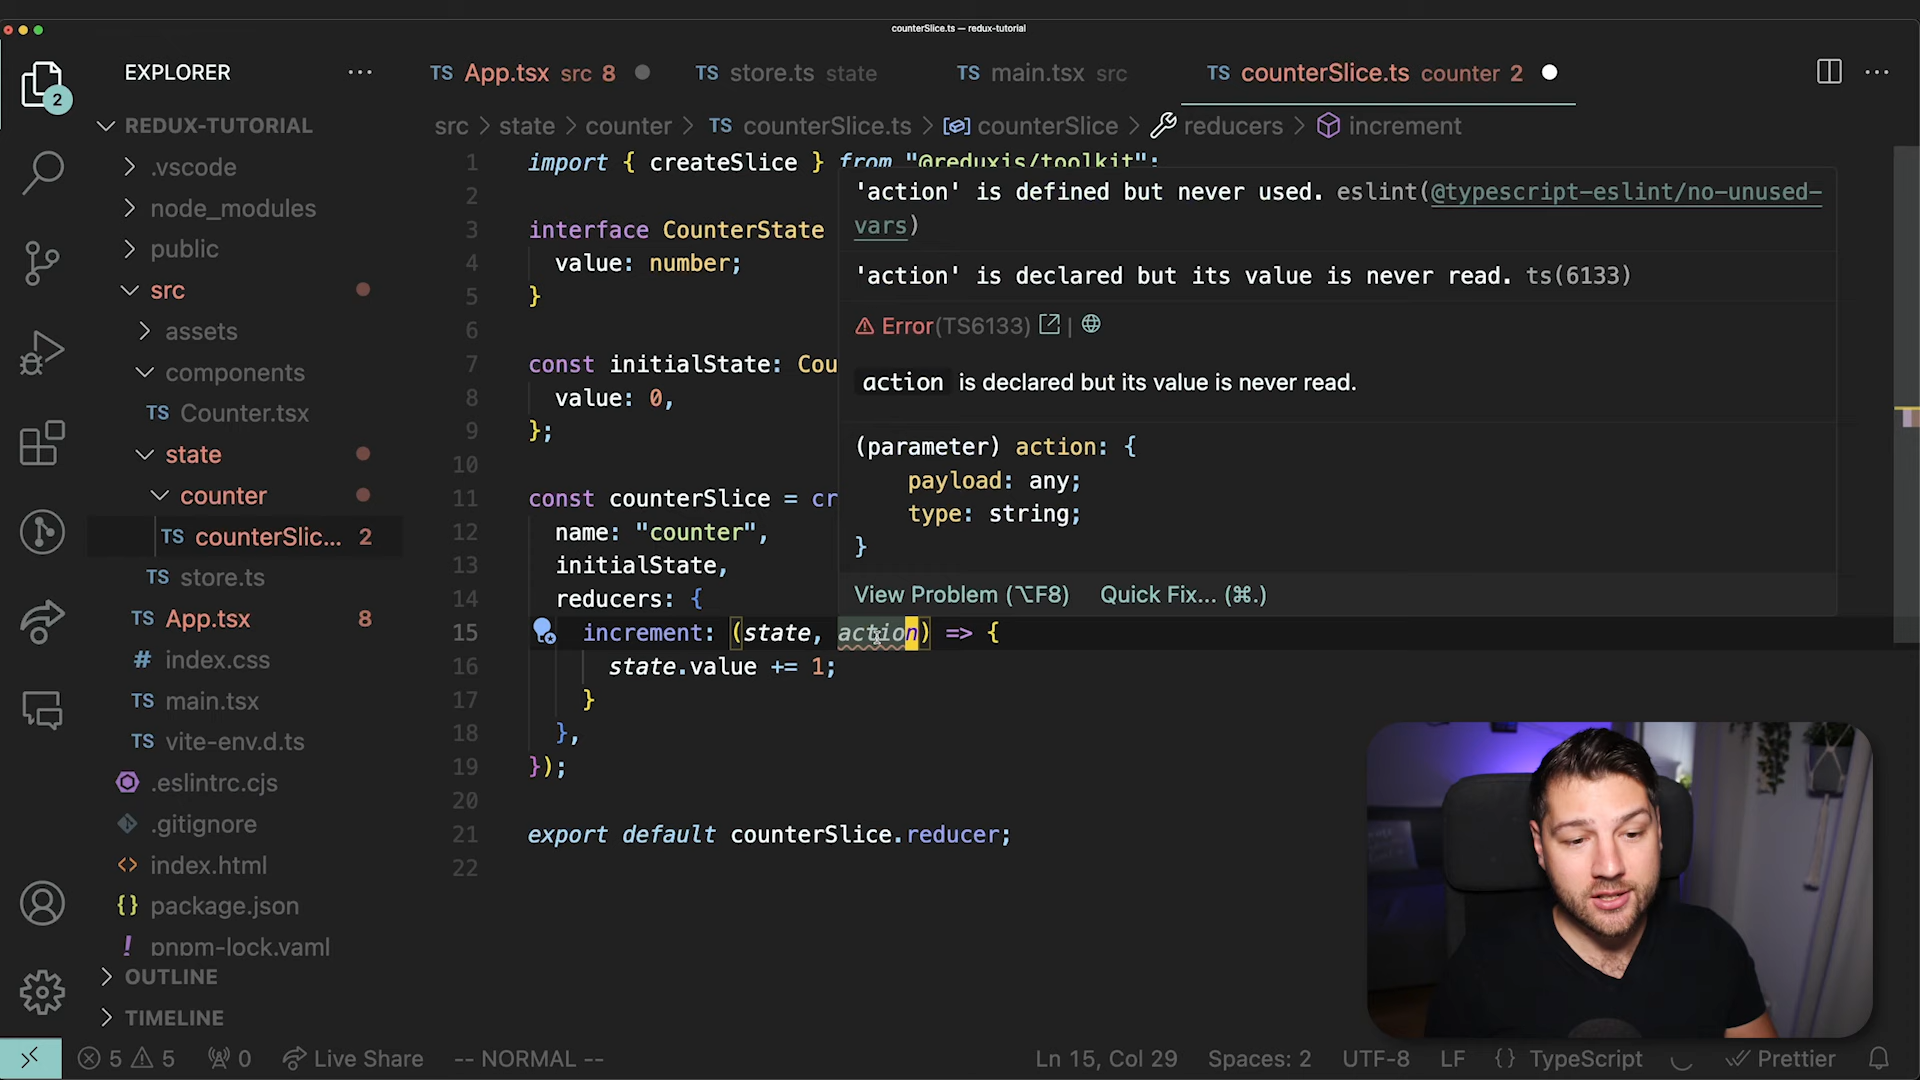 counterSlice.ts — redux-tutorial
EXPLORER
TS App.tsx src 8
TS store.ts state
TS main.tsx src
TS counterSlice.ts counter 2
2
REDUX-TUTORIAL
src > state > counter > TS counterSlice.ts > counterSlice > reducers > increment
.vscode
node_modules
public
src
assets
components
TS Counter.tsx
state
counter
TS counterSlic... 2
TS store.ts
TS App.tsx 8
# index.css
TS main.tsx
TS vite-env.d.ts
.eslintrc.cjs
.gitignore
<> index.html
{} package.json
! pnpm-lock.yaml
OUTLINE
TIMELINE
1 import { createSlice } from "@reduxjs/toolkit";
2
3 interface CounterState
4 value: number;
5 }
6
7 const initialState: Cou
8 value: 0,
9 };
10
11 const counterSlice = cr
12 name: "counter",
13 initialState,
14 reducers: {
15 increment: (state, action) => {
16 state.value += 1;
17 }
18 },
19 });
20
21 export default counterSlice.reducer;
22
'action' is defined but never used. eslint(@typescript-eslint/no-unused-
vars)
'action' is declared but its value is never read. ts(6133)
Error(TS6133) |
action is declared but its value is never read.
(parameter) action: {
payload: any;
type: string;
}
View Problem (⌥F8) Quick Fix... (⌘.)
5 5 0 Live Share -- NORMAL -- Ln 15, Col 29 Spaces: 2 UTF-8 LF {} TypeScript Prettier